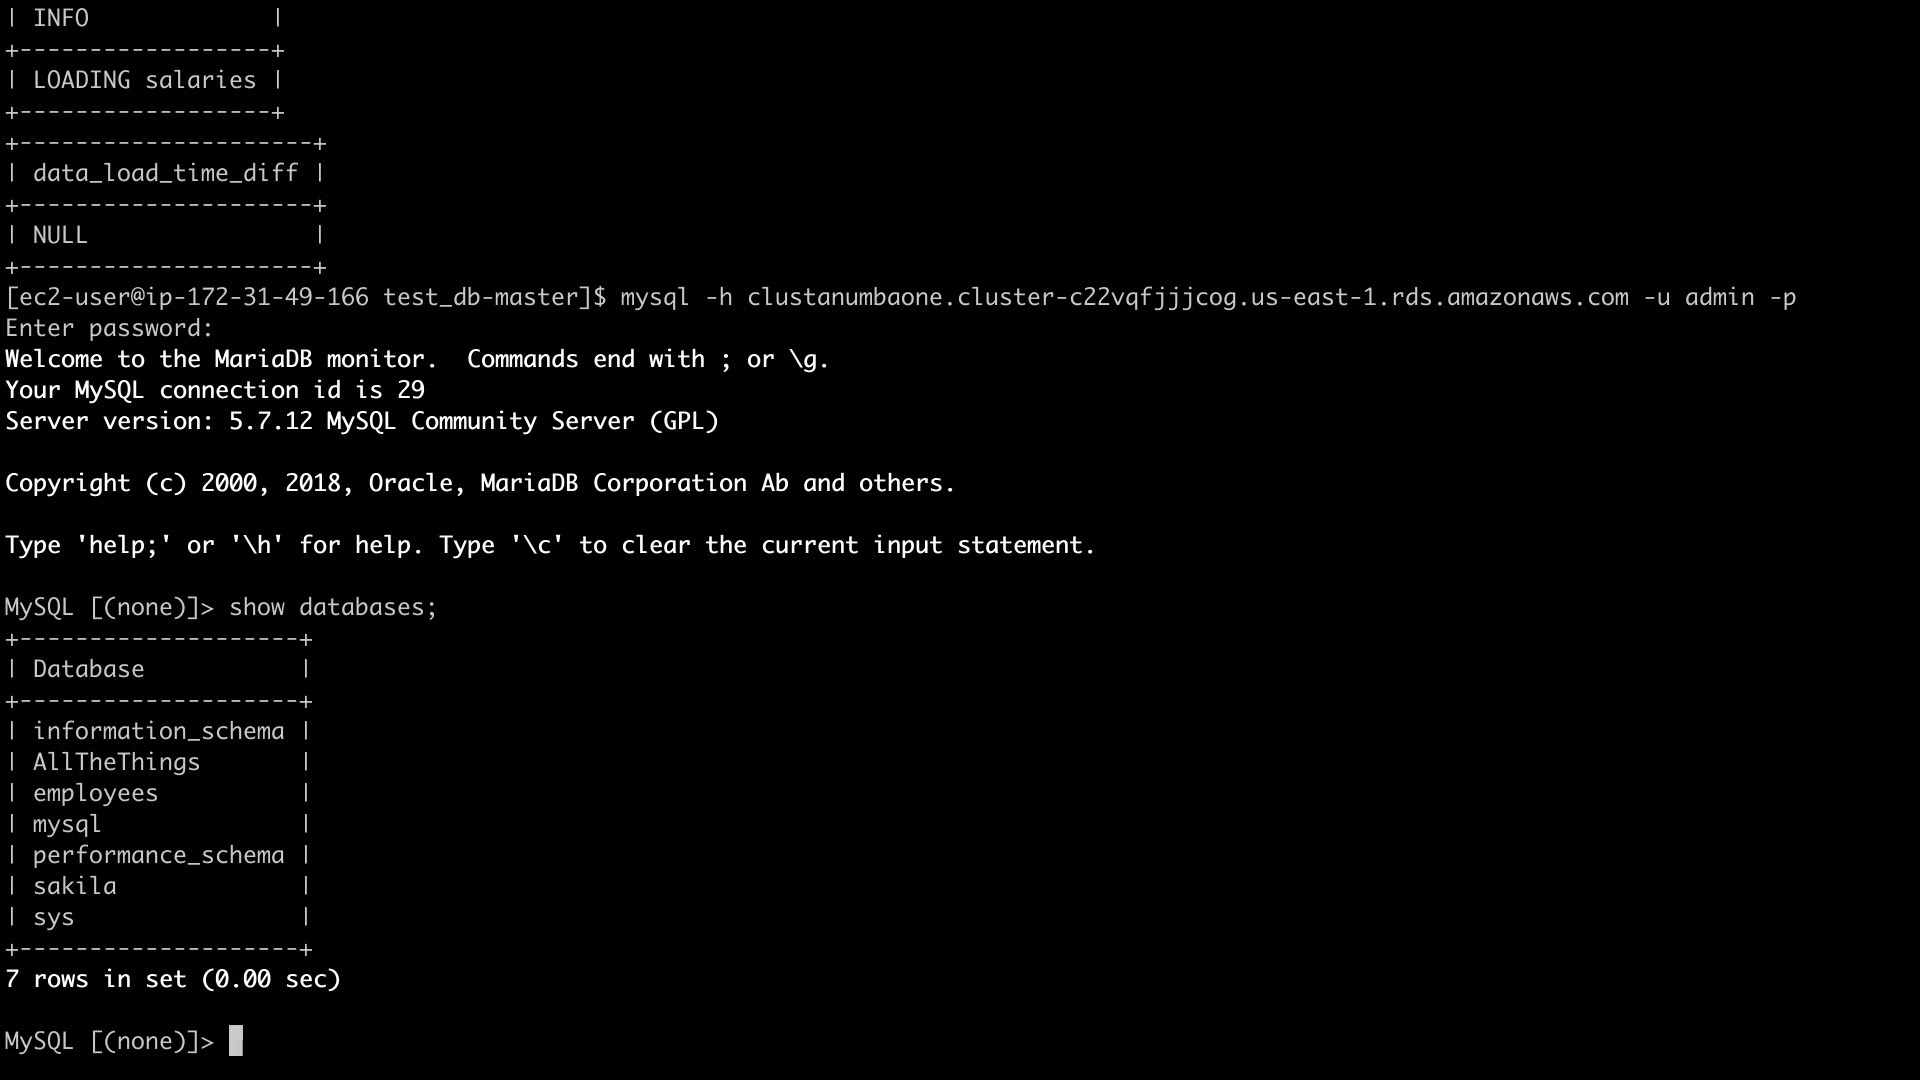 | INFO             |
+------------------+
| LOADING salaries |
+------------------+
+---------------------+
| data_load_time_diff |
+---------------------+
| NULL                |
+---------------------+
[ec2-user@ip-172-31-49-166 test_db-master]$ mysql -h clustanumbaone.cluster-c22vqfjjjcog.us-east-1.rds.amazonaws.com -u admin -p
Enter password:
Welcome to the MariaDB monitor.  Commands end with ; or \g.
Your MySQL connection id is 29
Server version: 5.7.12 MySQL Community Server (GPL)

Copyright (c) 2000, 2018, Oracle, MariaDB Corporation Ab and others.

Type 'help;' or '\h' for help. Type '\c' to clear the current input statement.

MySQL [(none)]> show databases;
+--------------------+
| Database           |
+--------------------+
| information_schema |
| AllTheThings       |
| employees          |
| mysql              |
| performance_schema |
| sakila             |
| sys                |
+--------------------+
7 rows in set (0.00 sec)

MySQL [(none)]>